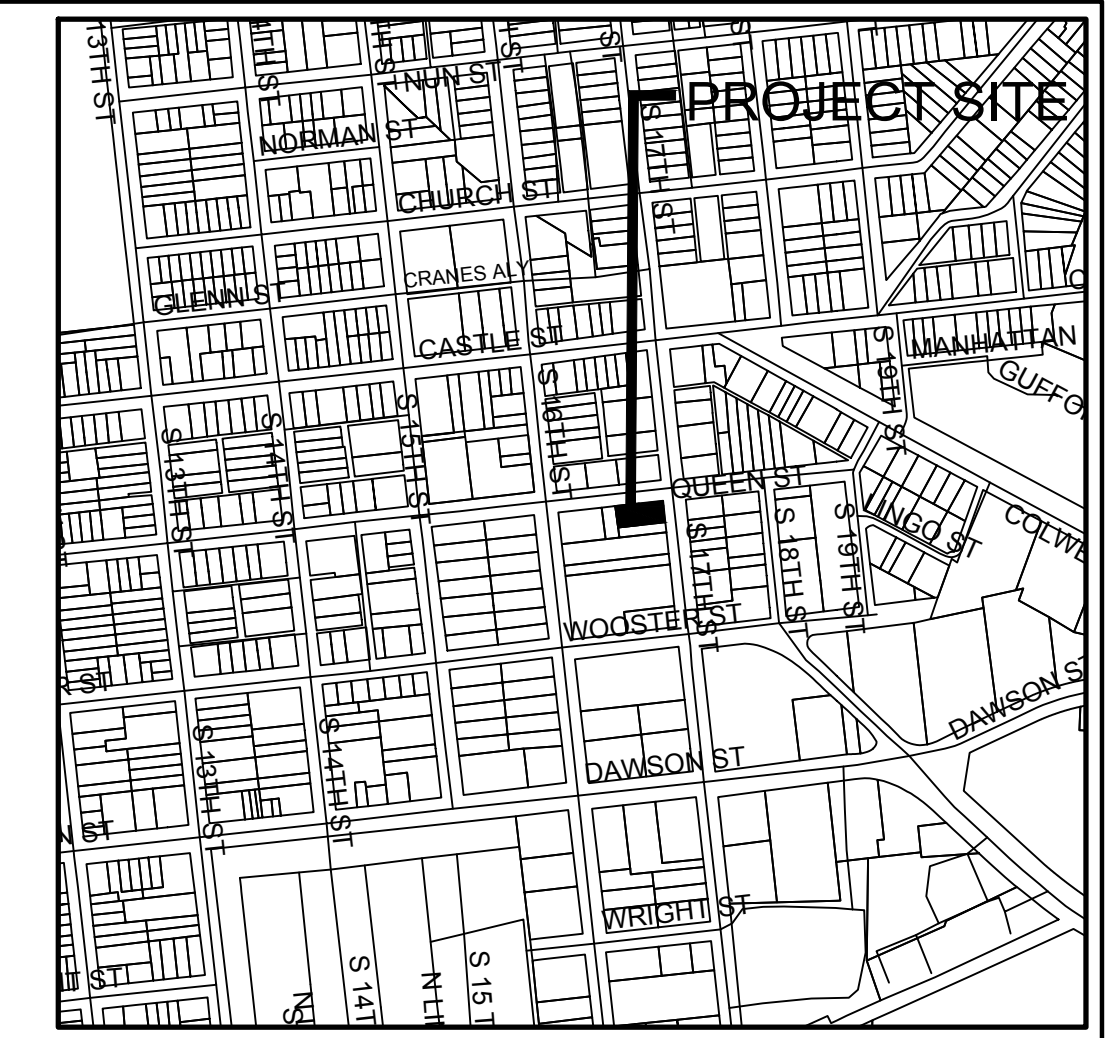 13TH ST
NUN ST
PROJECT SITE
NORMAN ST
S 17TH ST
CHURCH ST
CRANES ALY
GLENN ST
CASTLE ST
S 19TH ST
MANHATTAN
S 16TH ST
S 15TH ST
S 14TH ST
S 13TH ST
QUEEN ST
LINGO ST
S 17TH ST
S 18TH ST
S 19TH ST
WOOSTER ST
DAWSON ST
S 13TH ST
S 14TH ST
DAWSON ST
WRIGHT ST
S 14T
S 15 T